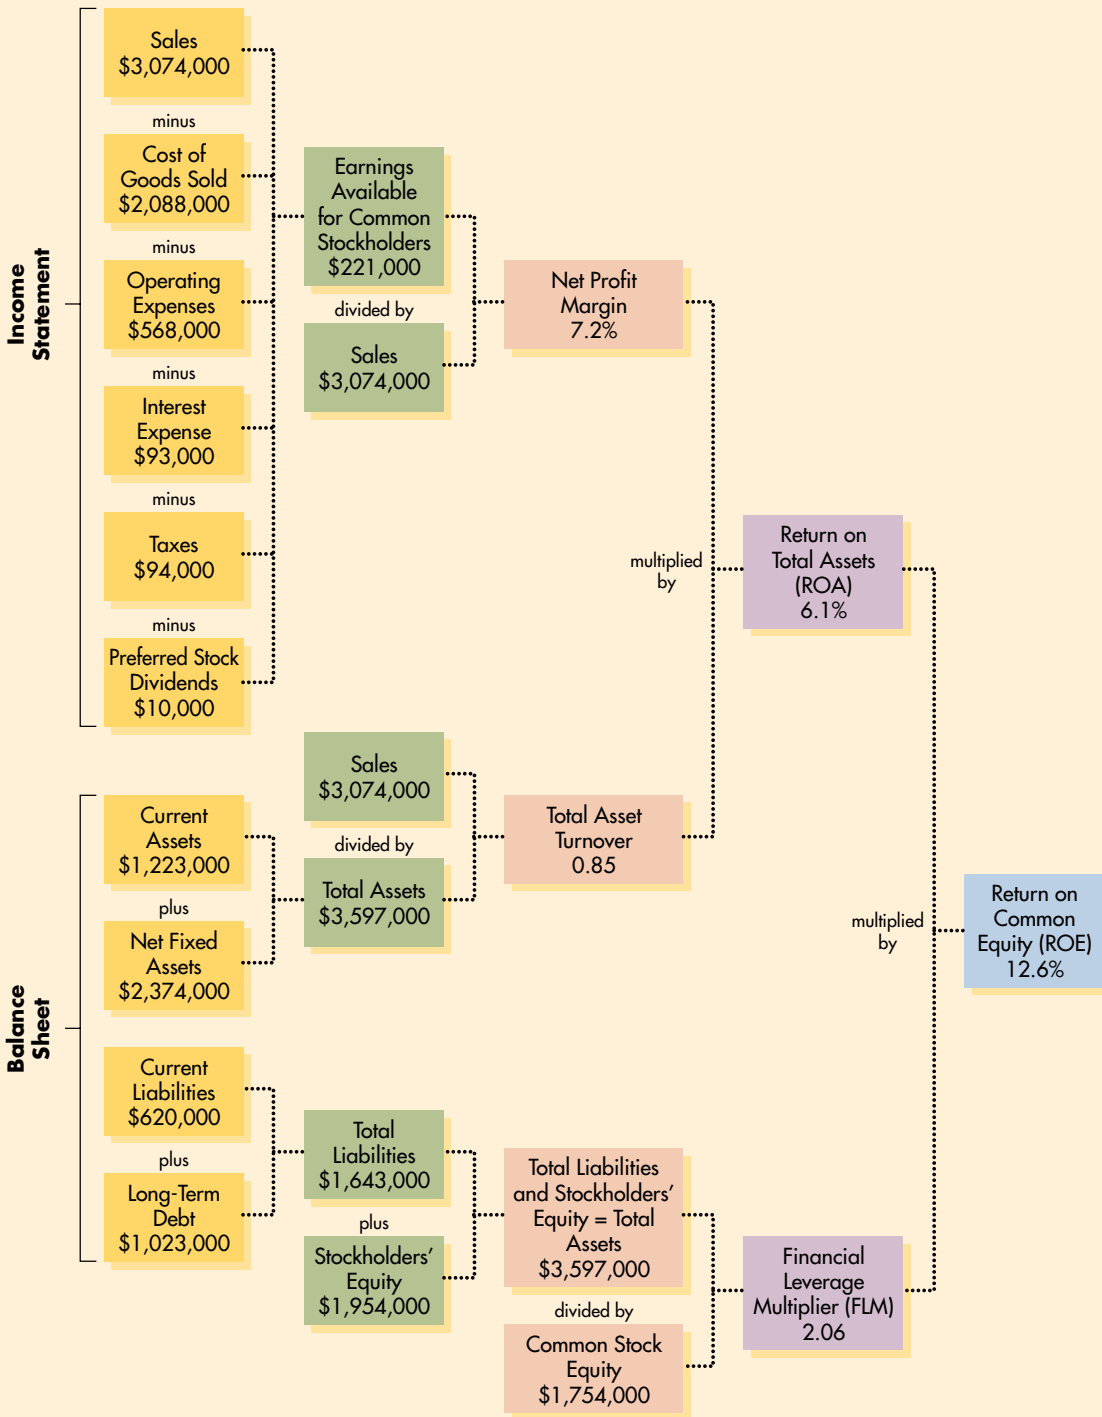 Income
Statement
Sales
$3,074,000
minus
Cost of
Goods Sold
$2,088,000
minus
Operating
Expenses
$568,000
minus
Interest
Expense
$93,000
minus
Taxes
$94,000
minus
Preferred Stock
Dividends
$10,000
Earnings
Available
for Common
Stockholders
$221,000
divided by
Sales
$3,074,000
Net Profit
Margin
7.2%
Balance
Sheet
Current
Assets
$1,223,000
plus
Net Fixed
Assets
$2,374,000
Sales
$3,074,000
divided by
Total Assets
$3,597,000
Total Asset
Turnover
0.85
multiplied
by
Return on
Total Assets
(ROA)
6.1%
Current
Liabilities
$620,000
plus
Long-Term
Debt
$1,023,000
Total
Liabilities
$1,643,000
plus
Stockholders’
Equity
$1,954,000
Total Liabilities
and Stockholders’
Equity = Total
Assets
$3,597,000
divided by
Common Stock
Equity
$1,754,000
Financial
Leverage
Multiplier (FLM)
2.06
multiplied
by
Return on
Common
Equity (ROE)
12.6%